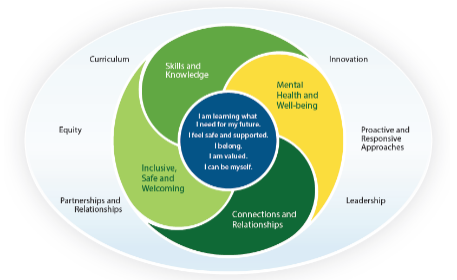 Curriculum
Innovation
Skills and
Knowledge
Mental
Health and
Well-being
I am learning what
I need for my future.
I feel safe and supported.
I belong.
I am valued.
I can be myself.
Equity
Proactive and
Responsive
Approaches
Inclusive,
Safe and
Welcoming
Partnerships and
Relationships
Leadership
Connections and
Relationships